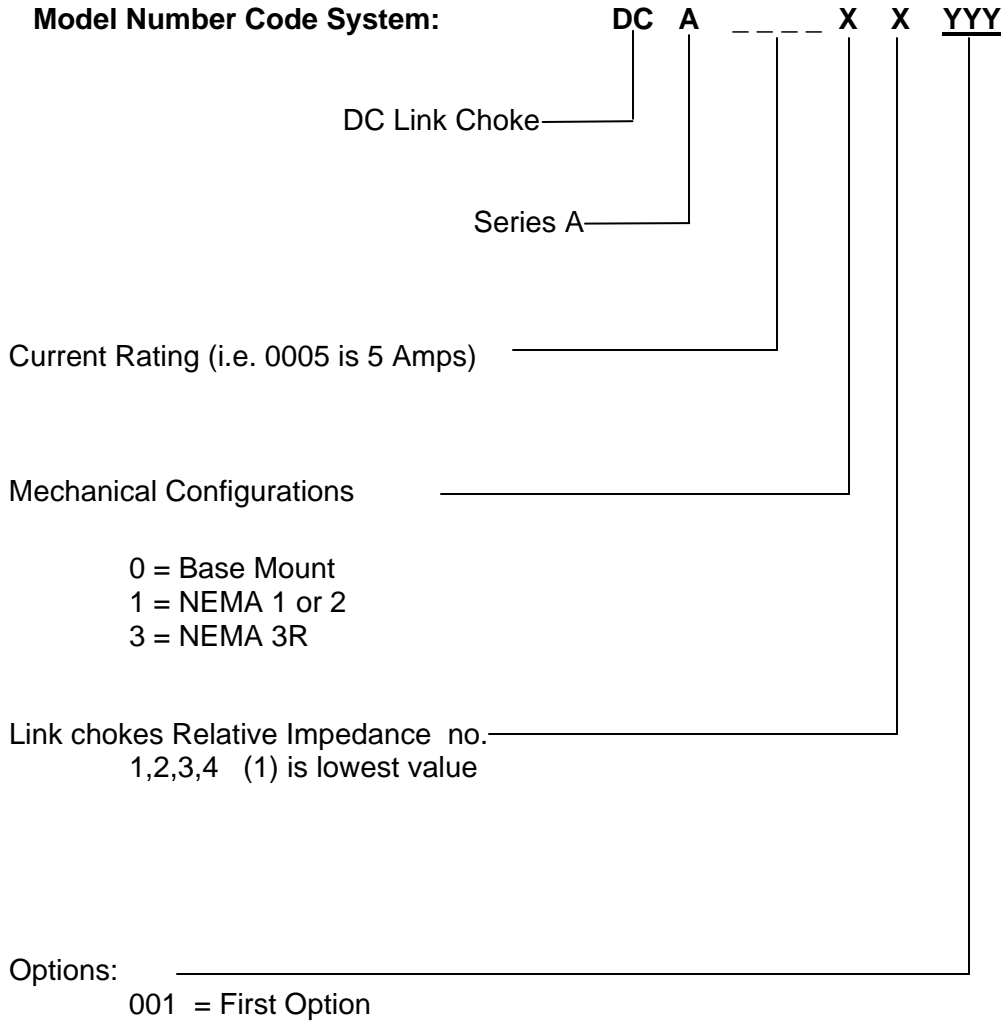 Model Number Code System: DC A _ _ _ _ X X YYY
DC Link Choke
Series A
Current Rating (i.e. 0005 is 5 Amps)
Mechanical Configurations
0 = Base Mount
1 = NEMA 1 or 2
3 = NEMA 3R
Link chokes Relative Impedance no.
1,2,3,4 (1) is lowest value
Options:
001 = First Option